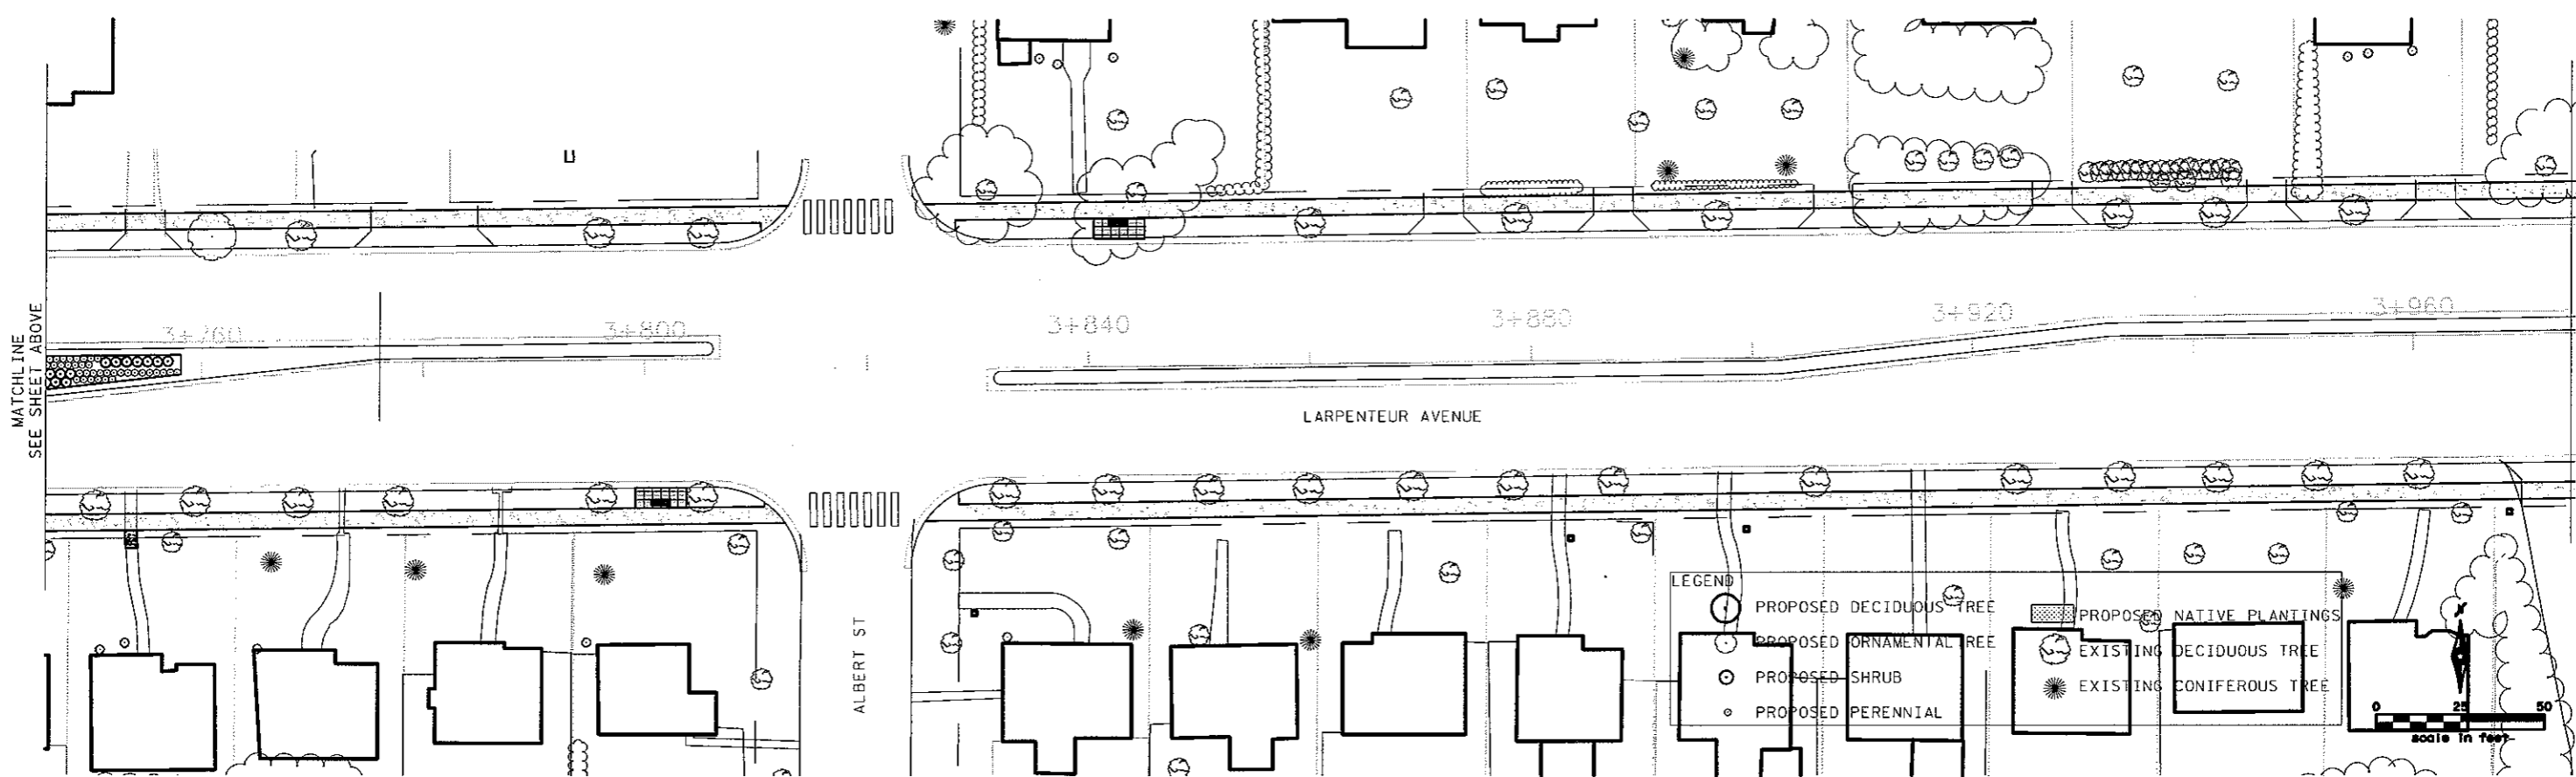 MATCHLINE
SEE SHEET ABOVE
3+760
3+800
3+840
3+880
3+920
3+960
LARPENTEUR AVENUE
ALBERT ST
LEGEND
PROPOSED DECIDUOUS TREE
PROPOSED ORNAMENTAL TREE
PROPOSED SHRUB
PROPOSED PERENNIAL
PROPOSED NATIVE PLANTINGS
EXISTING DECIDUOUS TREE
EXISTING CONIFEROUS TREE
N
0 25 50
scale in feet